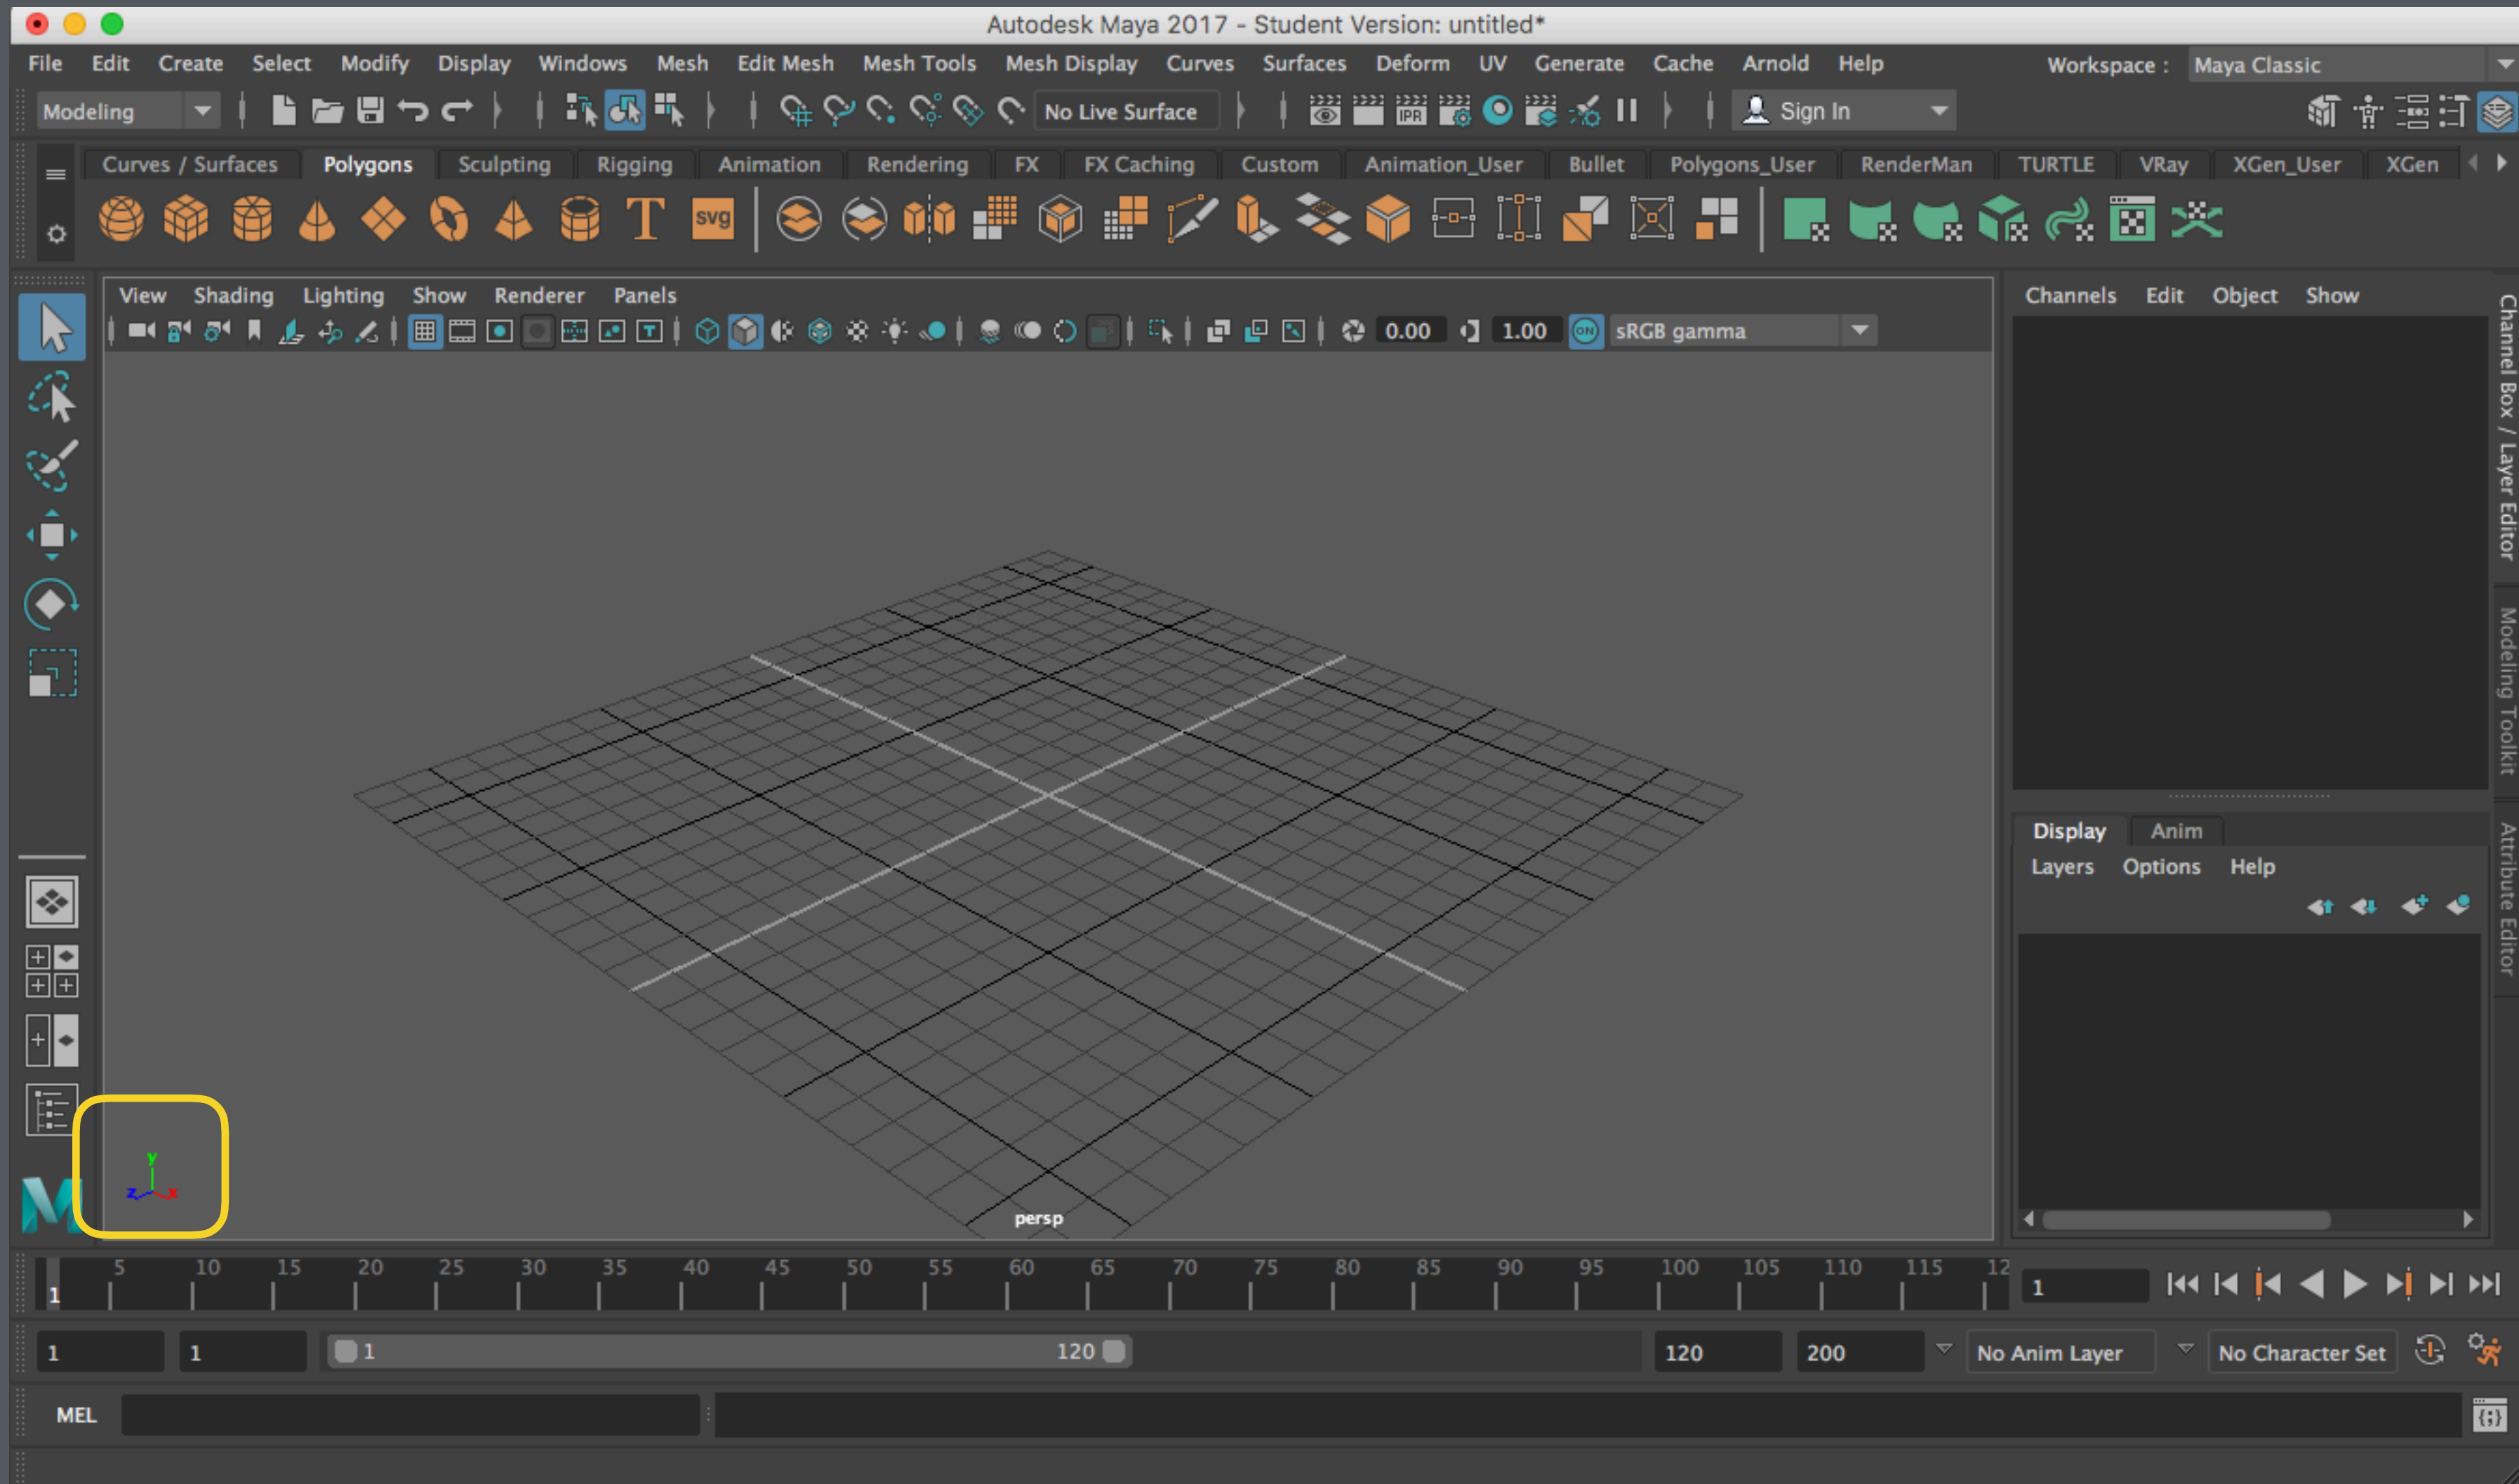 Autodesk Maya 2017 - Student Version: untitled*
File Edit Create Select Modify Display Windows Mesh Edit Mesh Mesh Tools Mesh Display Curves Surfaces Deform UV Generate Cache Arnold Help Workspace : Maya Classic
Modeling No Live Surface IPR Sign In
Curves / Surfaces Polygons Sculpting Rigging Animation Rendering FX FX Caching Custom Animation_User Bullet Polygons_User RenderMan TURTLE VRay XGen_User XGen
T svg
View Shading Lighting Show Renderer Panels
0.00 1.00 ON sRGB gamma
Channels Edit Object Show
Channel Box / Layer Editor
Modeling Toolkit
Attribute Editor
Display Anim
Layers Options Help
y
z x
persp
5 10 15 20 25 30 35 40 45 50 55 60 65 70 75 80 85 90 95 100 105 110 115 12
1 1
1 1 1 120 120 200 No Anim Layer No Character Set
MEL